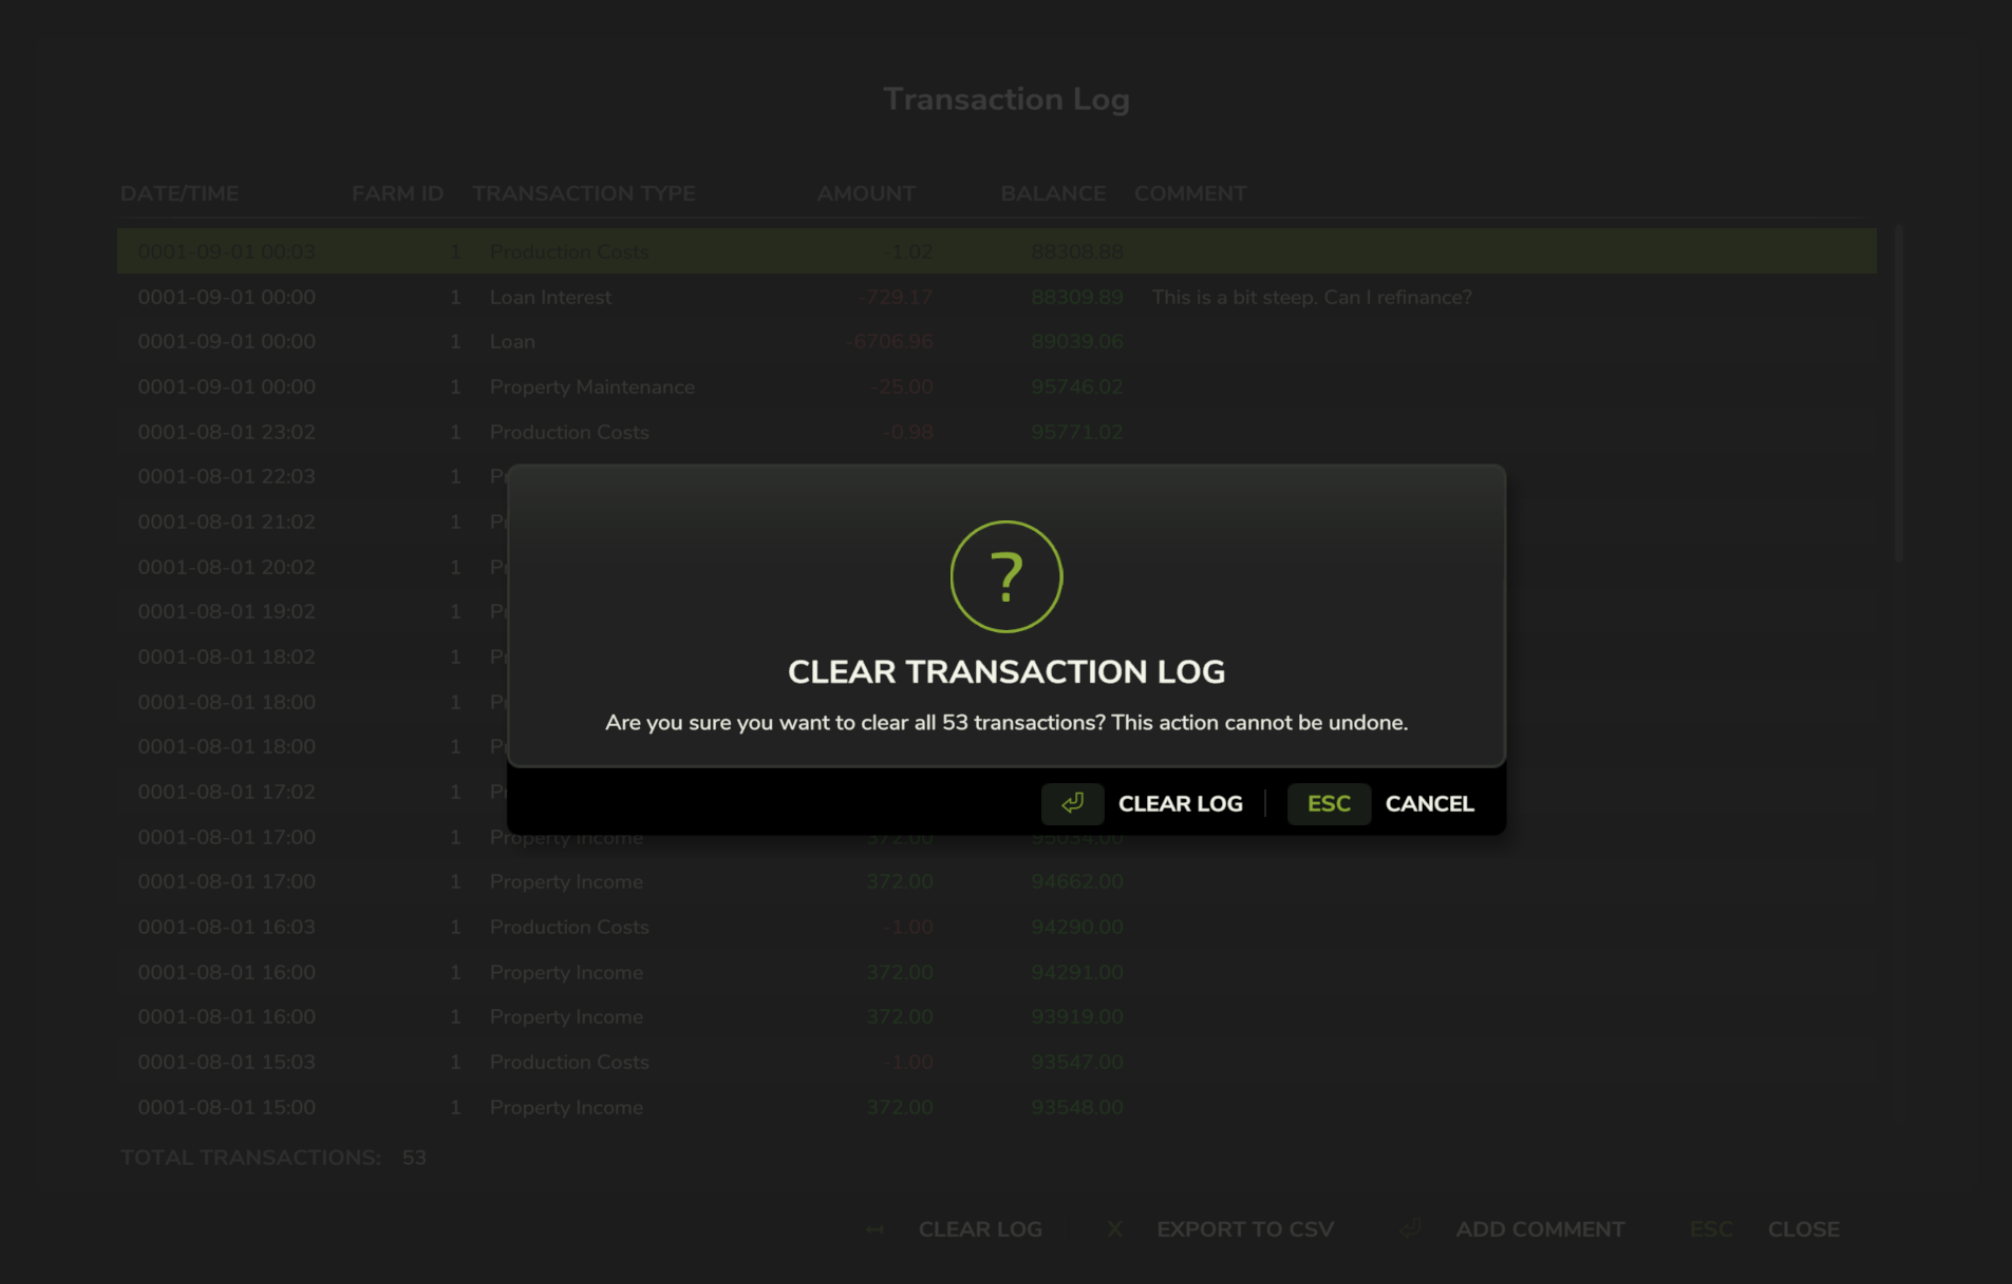 Transaction Log
DATE/TIME FARM ID TRANSACTION TYPE AMOUNT BALANCE COMMENT
0001-09-01 00:03 1 Production Costs -1.02 88308.88
0001-09-01 00:00 1 Loan Interest -729.17 88309.89 This is a bit steep. Can I refinance?
0001-09-01 00:00 1 Loan -6706.96 89039.06
0001-09-01 00:00 1 Property Maintenance -25.00 95746.02
0001-08-01 23:02 1 Production Costs -0.98 95771.02
0001-08-01 22:03 1
0001-08-01 21:02 1
0001-08-01 20:02 1
0001-08-01 19:02 1
0001-08-01 18:02 1
0001-08-01 18:00 1
0001-08-01 18:00 1
0001-08-01 17:02 1
?
CLEAR TRANSACTION LOG
Are you sure you want to clear all 53 transactions? This action cannot be undone.
CLEAR LOG ESC CANCEL
0001-08-01 17:00 1 Property Income 372.00 95034.00
0001-08-01 17:00 1 Property Income 372.00 94662.00
0001-08-01 16:03 1 Production Costs -1.00 94290.00
0001-08-01 16:00 1 Property Income 372.00 94291.00
0001-08-01 16:00 1 Property Income 372.00 93919.00
0001-08-01 15:03 1 Production Costs -1.00 93547.00
0001-08-01 15:00 1 Property Income 372.00 93548.00
TOTAL TRANSACTIONS: 53
CLEAR LOG X EXPORT TO CSV ADD COMMENT ESC CLOSE